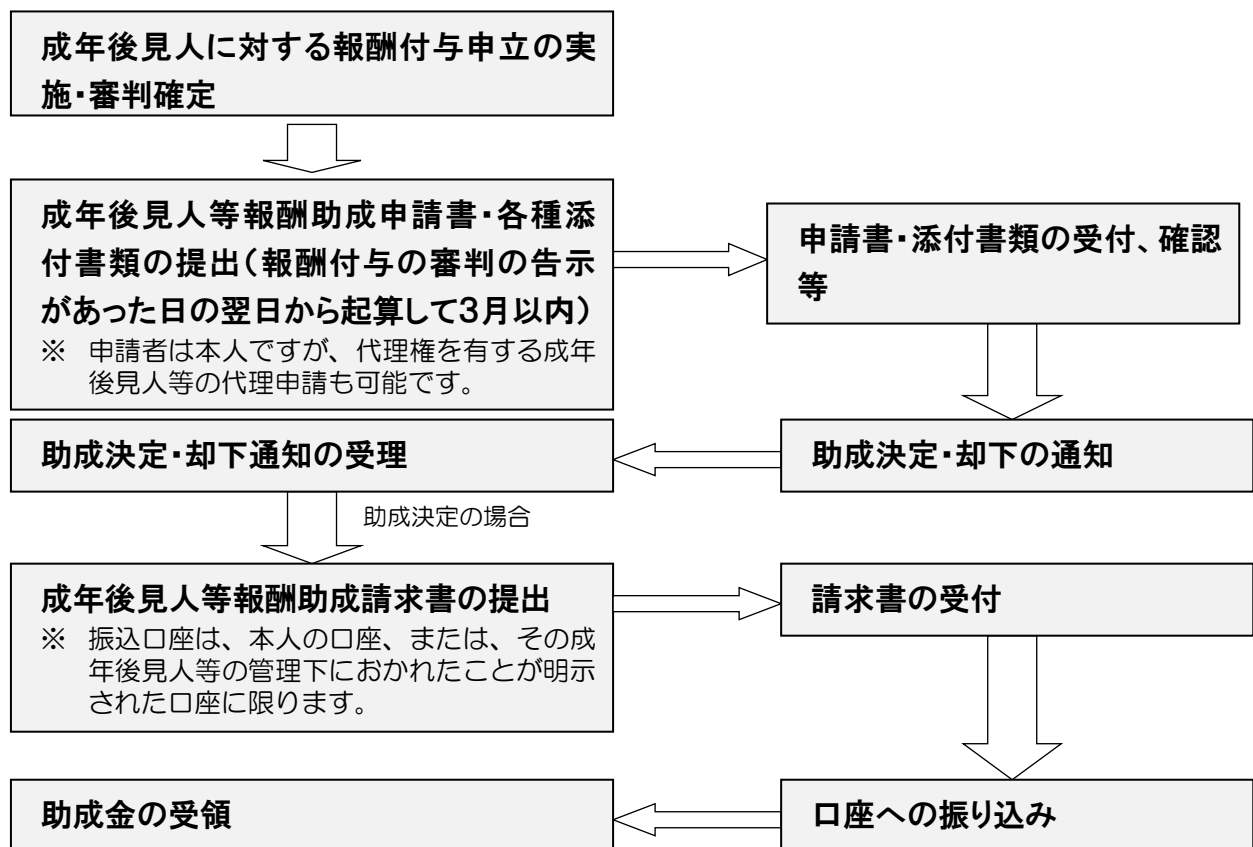 成年後見人に対する報酬付与申立の実
施・審判確定
成年後見人等報酬助成申請書・各種添
付書類の提出（報酬付与の審判の告示
があった日の翌日から起算して３月以内）
※　申請者は本人ですが、代理権を有する成年
後見人等の代理申請も可能です。
申請書・添付書類の受付、確認
等
助成決定・却下の通知
助成決定・却下通知の受理
助成決定の場合
成年後見人等報酬助成請求書の提出
※　振込口座は、本人の口座、または、その成
年後見人等の管理下におかれたことが明示
された口座に限ります。
請求書の受付
口座への振り込み
助成金の受領